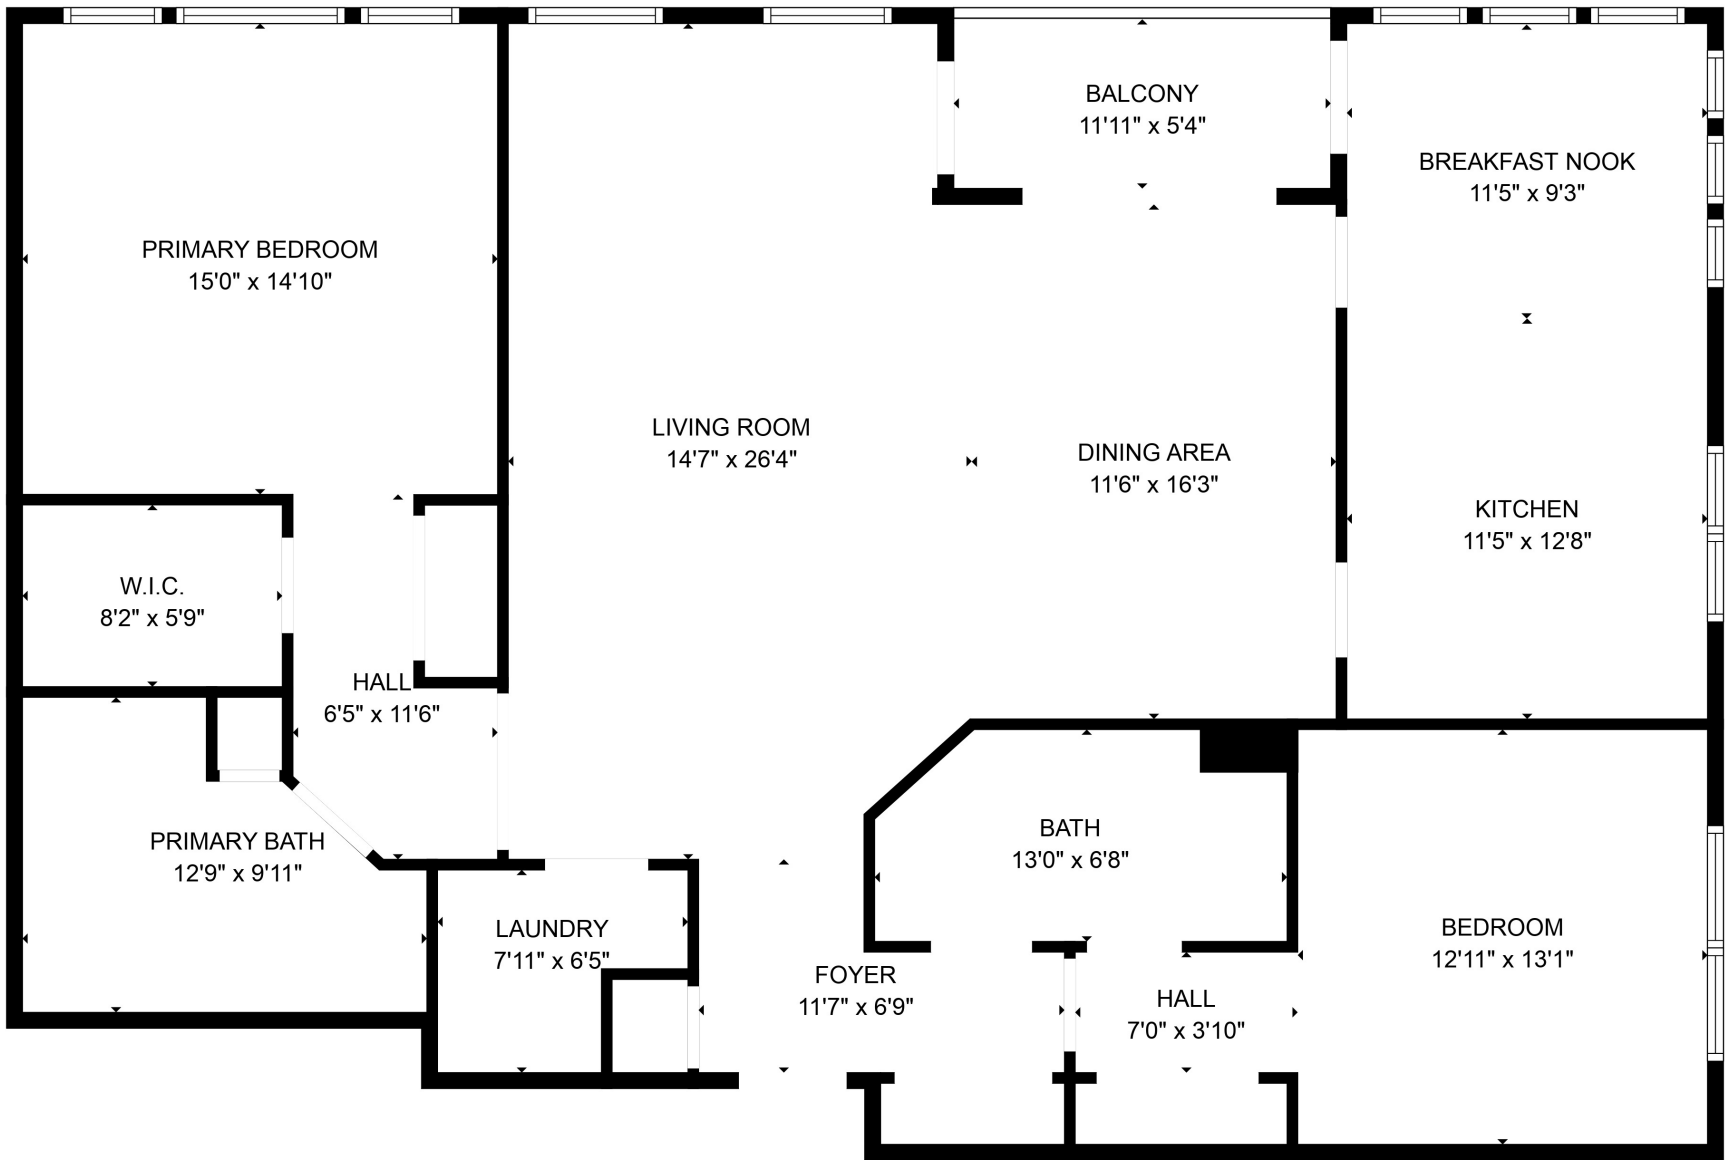 BALCONY
11'11" x 5'4"
BREAKFAST NOOK
11'5" x 9'3"
PRIMARY BEDROOM
15'0" x 14'10"
LIVING ROOM
14'7" x 26'4"
DINING AREA
11'6" x 16'3"
KITCHEN
11'5" x 12'8"
W.I.C.
8'2" x 5'9"
HALL
6'5" x 11'6"
PRIMARY BATH
12'9" x 9'11"
BATH
13'0" x 6'8"
LAUNDRY
7'11" x 6'5"
BEDROOM
12'11" x 13'1"
FOYER
11'7" x 6'9"
HALL
7'0" x 3'10"